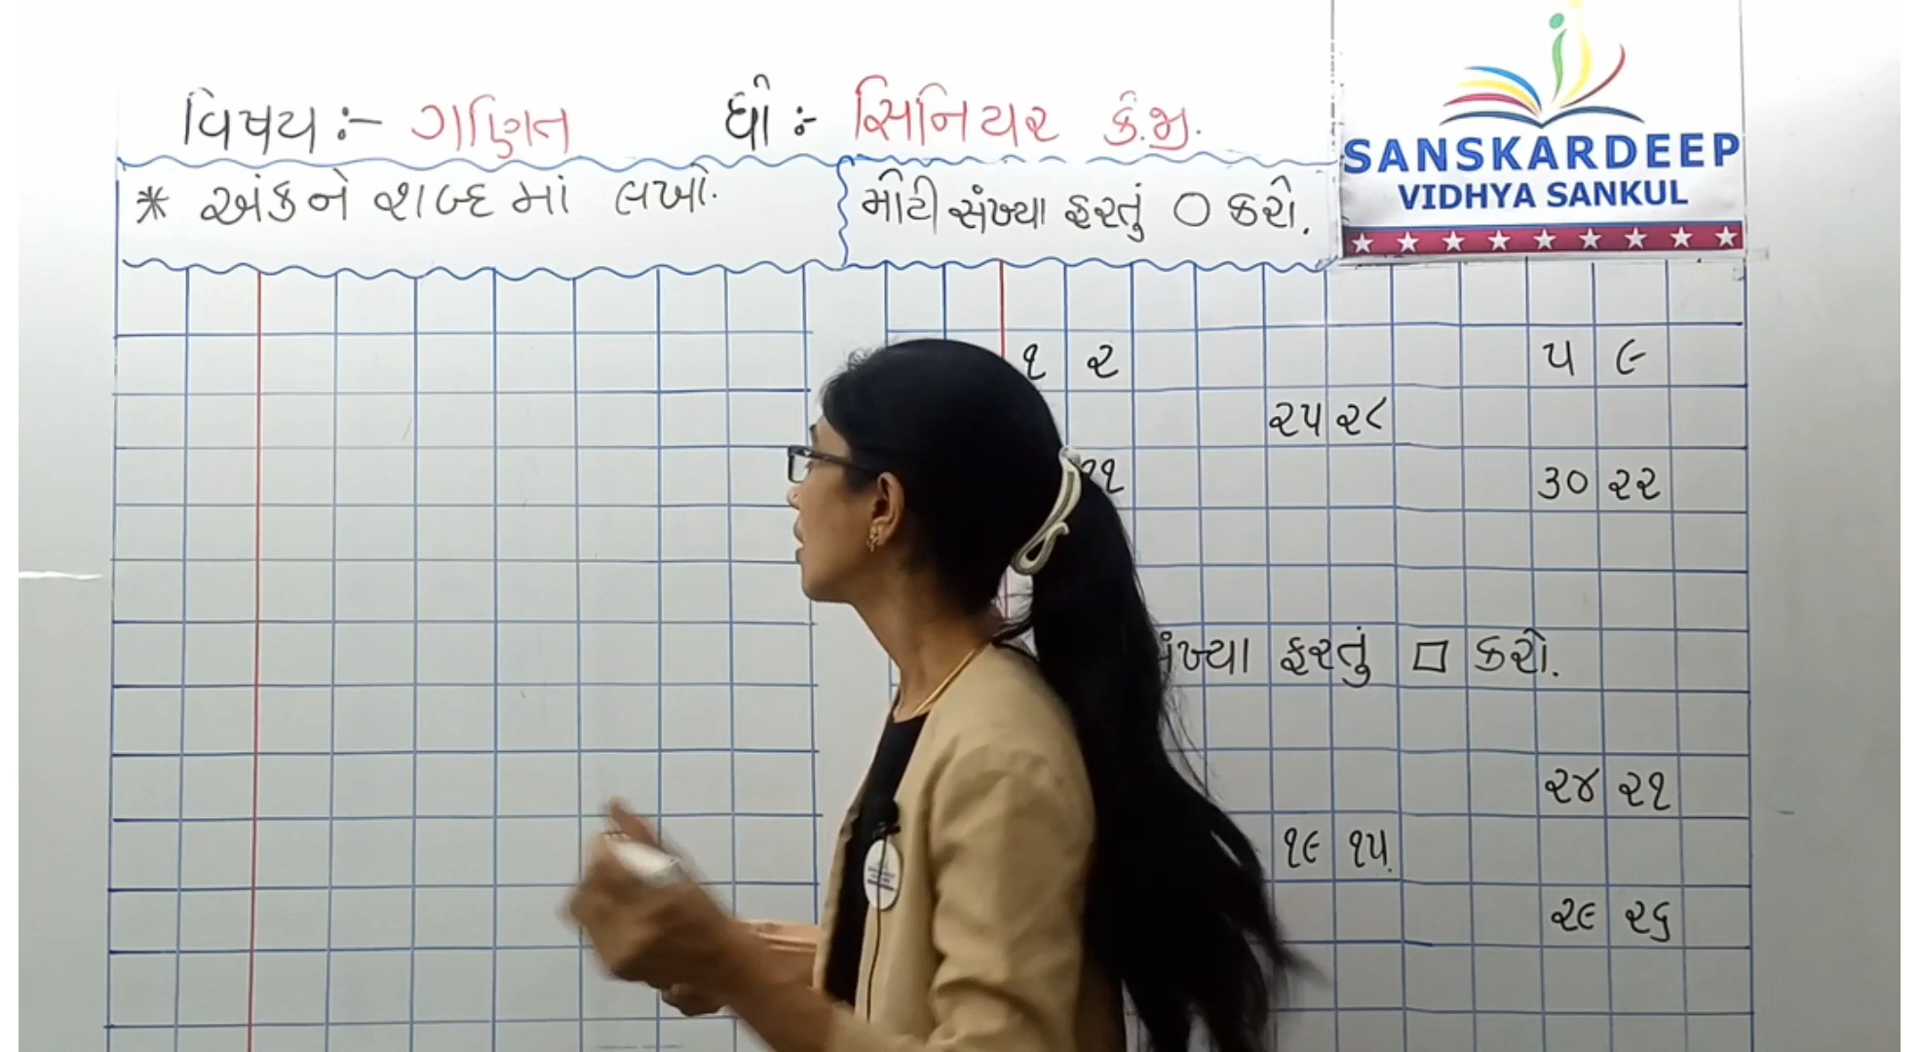 વિષય :- ગણિત ધો :- સિનિયર કે.જી.
* અંકને શબ્દ માં લખો.
મોટી સંખ્યા ફરતું ○ કરો.
SANSKARDEEP
VIDHYA SANKUL
૧ ૨ ૫ ૯
૨૫ ૨૮
૩૦ ૨૨
ફરતું □ કરો.
૨૪ ૨૧
૧૯ ૧૫
૨૯ ૨૬